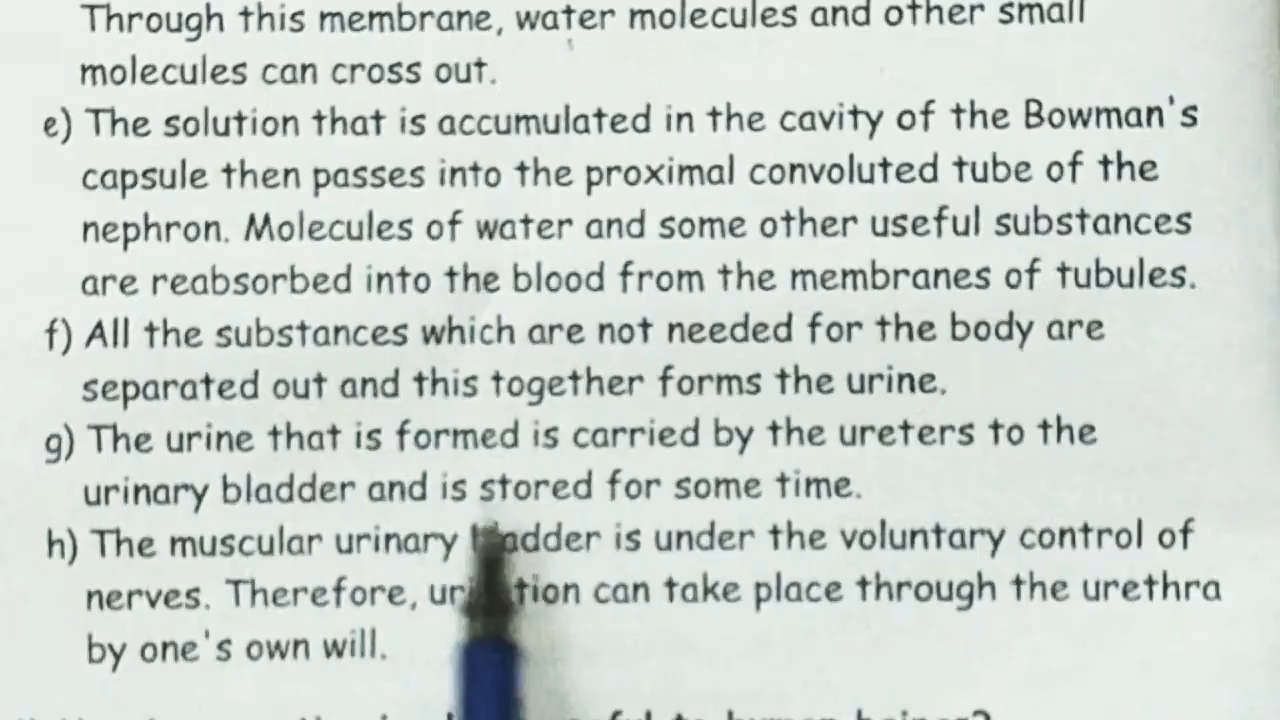 Through this membrane, water molecules and other small
molecules can cross out.
e) The solution that is accumulated in the cavity of the Bowman's
capsule then passes into the proximal convoluted tube of the
nephron. Molecules of water and some other useful substances
are reabsorbed into the blood from the membranes of tubules.
f) All the substances which are not needed for the body are
separated out and this together forms the urine.
g) The urine that is formed is carried by the ureters to the
urinary bladder and is stored for some time.
h) The muscular urinary bladder is under the voluntary control of
nerves. Therefore, urination can take place through the urethra
by one's own will.
to human beings?